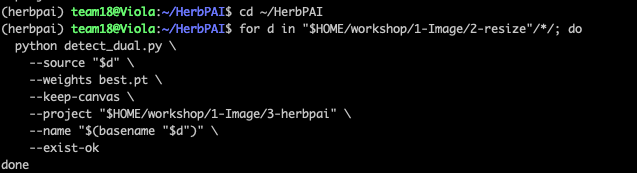 (herbpai) team18@Viola:~/HerbPAI$ cd ~/HerbPAI
(herbpai) team18@Viola:~/HerbPAI$ for d in "$HOME/workshop/1-Image/2-resize"/*/; do
  python detect_dual.py \
    --source "$d" \
    --weights best.pt \
    --keep-canvas \
    --project "$HOME/workshop/1-Image/3-herbpai" \
    --name "$(basename "$d")" \
    --exist-ok
done